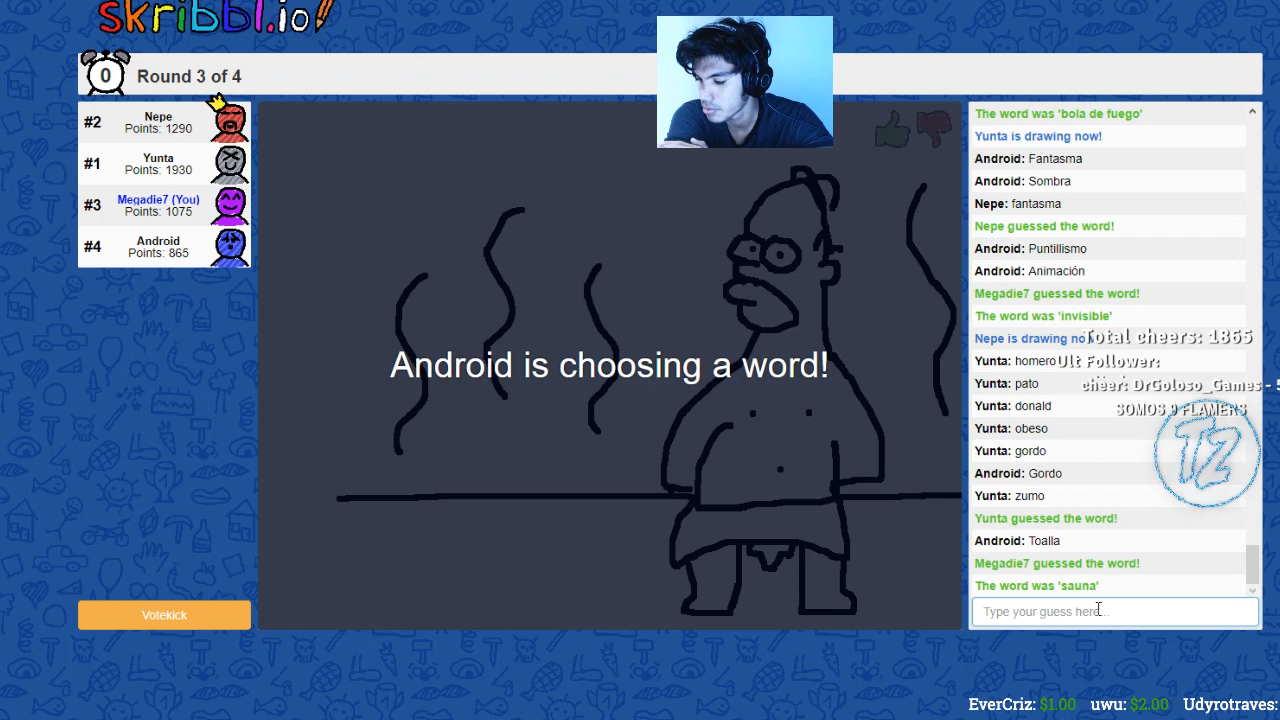 skribbl.io!
0
Round 3 of 4
#2
Nepe
Points: 1290
#1
Yunta
Points: 1930
#3
Megadie7 (You)
Points: 1075
#4
Android
Points: 865
Votekick
Android is choosing a word!
The word was 'bola de fuego'
Yunta is drawing now!
Android: Fantasma
Android: Sombra
Nepe: fantasma
Nepe guessed the word!
Android: Puntillismo
Android: Animación
Megadie7 guessed the word!
The word was 'invisible'
Nepe is drawing
Total cheers: 1865
Yunta: homero
Ult Follower:
Yunta: pato
cheer: DrGoloso_Games - 5
Yunta: donald
SOMOS 9 FLAMERS
Yunta: obeso
Yunta: gordo
TZ
Android: Gordo
Yunta: zumo
Yunta guessed the word!
Android: Toalla
Megadie7 guessed the word!
The word was 'sauna'
Type your guess here...
EverCriz: $1.00 uwu: $2.00 Udyrotraves: